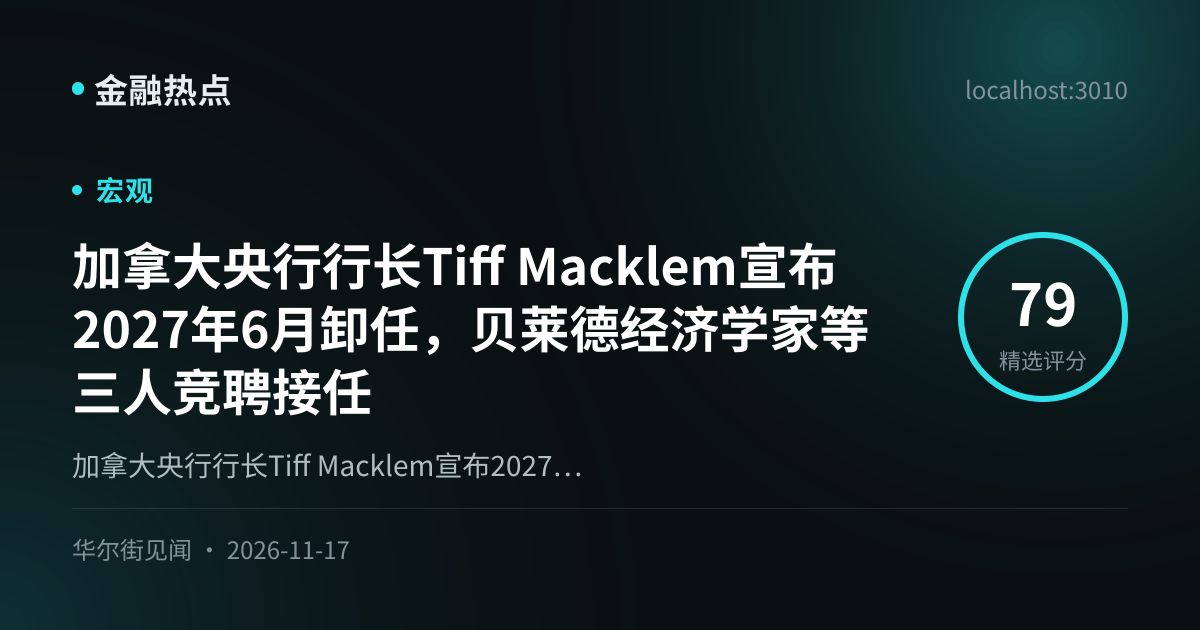 金融热点
localhost:3010
宏观
加拿大央行行长Tiff Macklem宣布
2027年6月卸任，贝莱德经济学家等
三人竞聘接任
79
精选评分
加拿大央行行长Tiff Macklem宣布2027…
华尔街见闻 • 2026-11-17